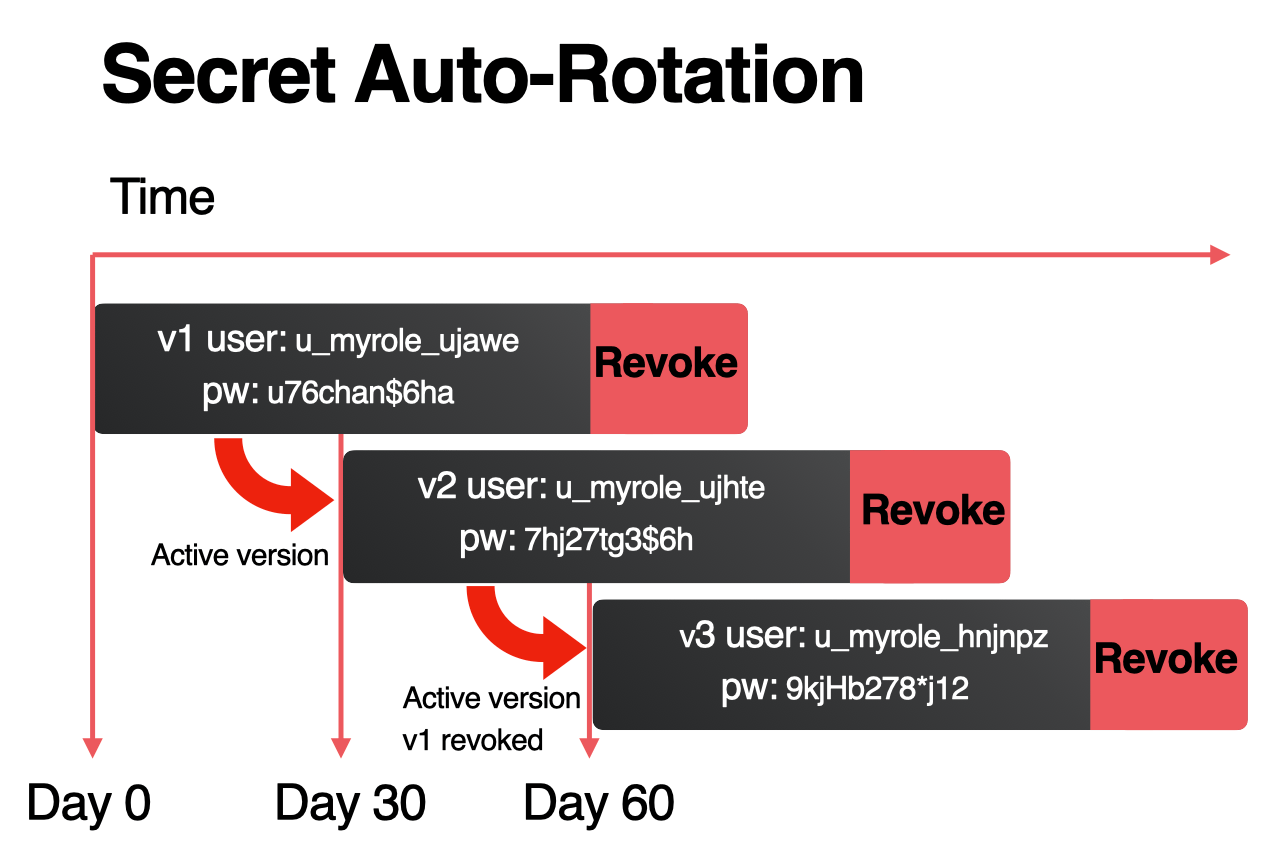 Secret Auto-Rotation
Time
v1 user: u_myrole_ujawe
pw: u76chan$6ha
Revoke
v2 user: u_myrole_ujhte
pw: 7hj27tg3$6h
Revoke
Active version
v3 user: u_myrole_hnjnpz
pw: 9kjHb278*j12
Revoke
Active version
v1 revoked
Day 0
Day 30
Day 60